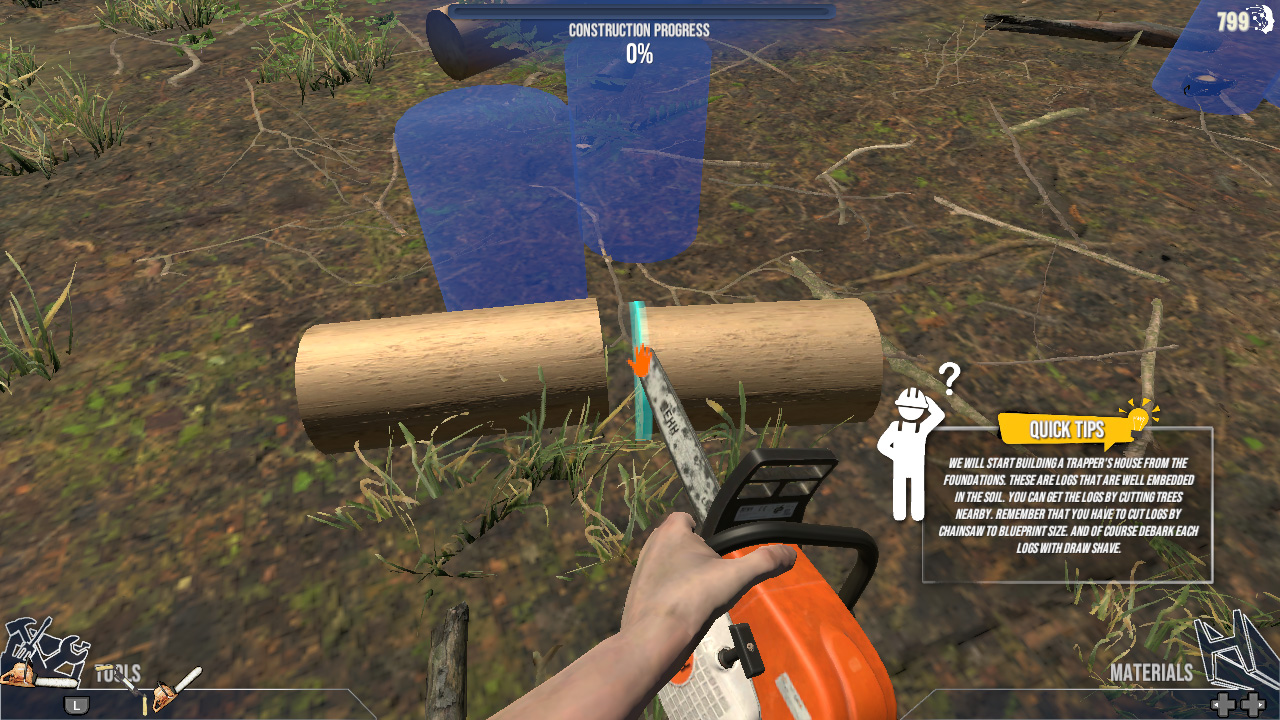 CONSTRUCTION PROGRESS
0%
799
?
QUICK TIPS
WE WILL START BUILDING A TRAPPER'S HOUSE FROM THE
FOUNDATIONS. THESE ARE LOGS THAT ARE WELL EMBEDDED
IN THE SOIL. YOU CAN GET THE LOGS BY CUTTING TREES
NEARBY. REMEMBER THAT YOU HAVE TO CUT LOGS BY
CHAINSAW TO BLUEPRINT SIZE. AND OF COURSE DEBARK EACH
LOGS WITH DRAW SHAVE.
TOOLS
L
MATERIALS